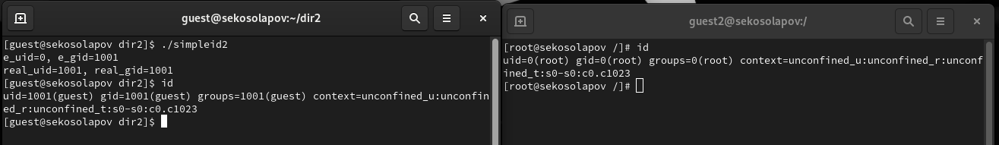 guest@sekosolapov:~/dir2
[guest@sekosolapov dir2]$ ./simpleid2
e_uid=0, e_gid=1001
real_uid=1001, real_gid=1001
[guest@sekosolapov dir2]$ id
uid=1001(guest) gid=1001(guest) groups=1001(guest) context=unconfined_u:unconfin
ed_r:unconfined_t:s0-s0:c0.c1023
[guest@sekosolapov dir2]$
guest2@sekosolapov:/
[root@sekosolapov /]# id
uid=0(root) gid=0(root) groups=0(root) context=unconfined_u:unconfined_r:unconf
ined_t:s0-s0:c0.c1023
[root@sekosolapov /]#